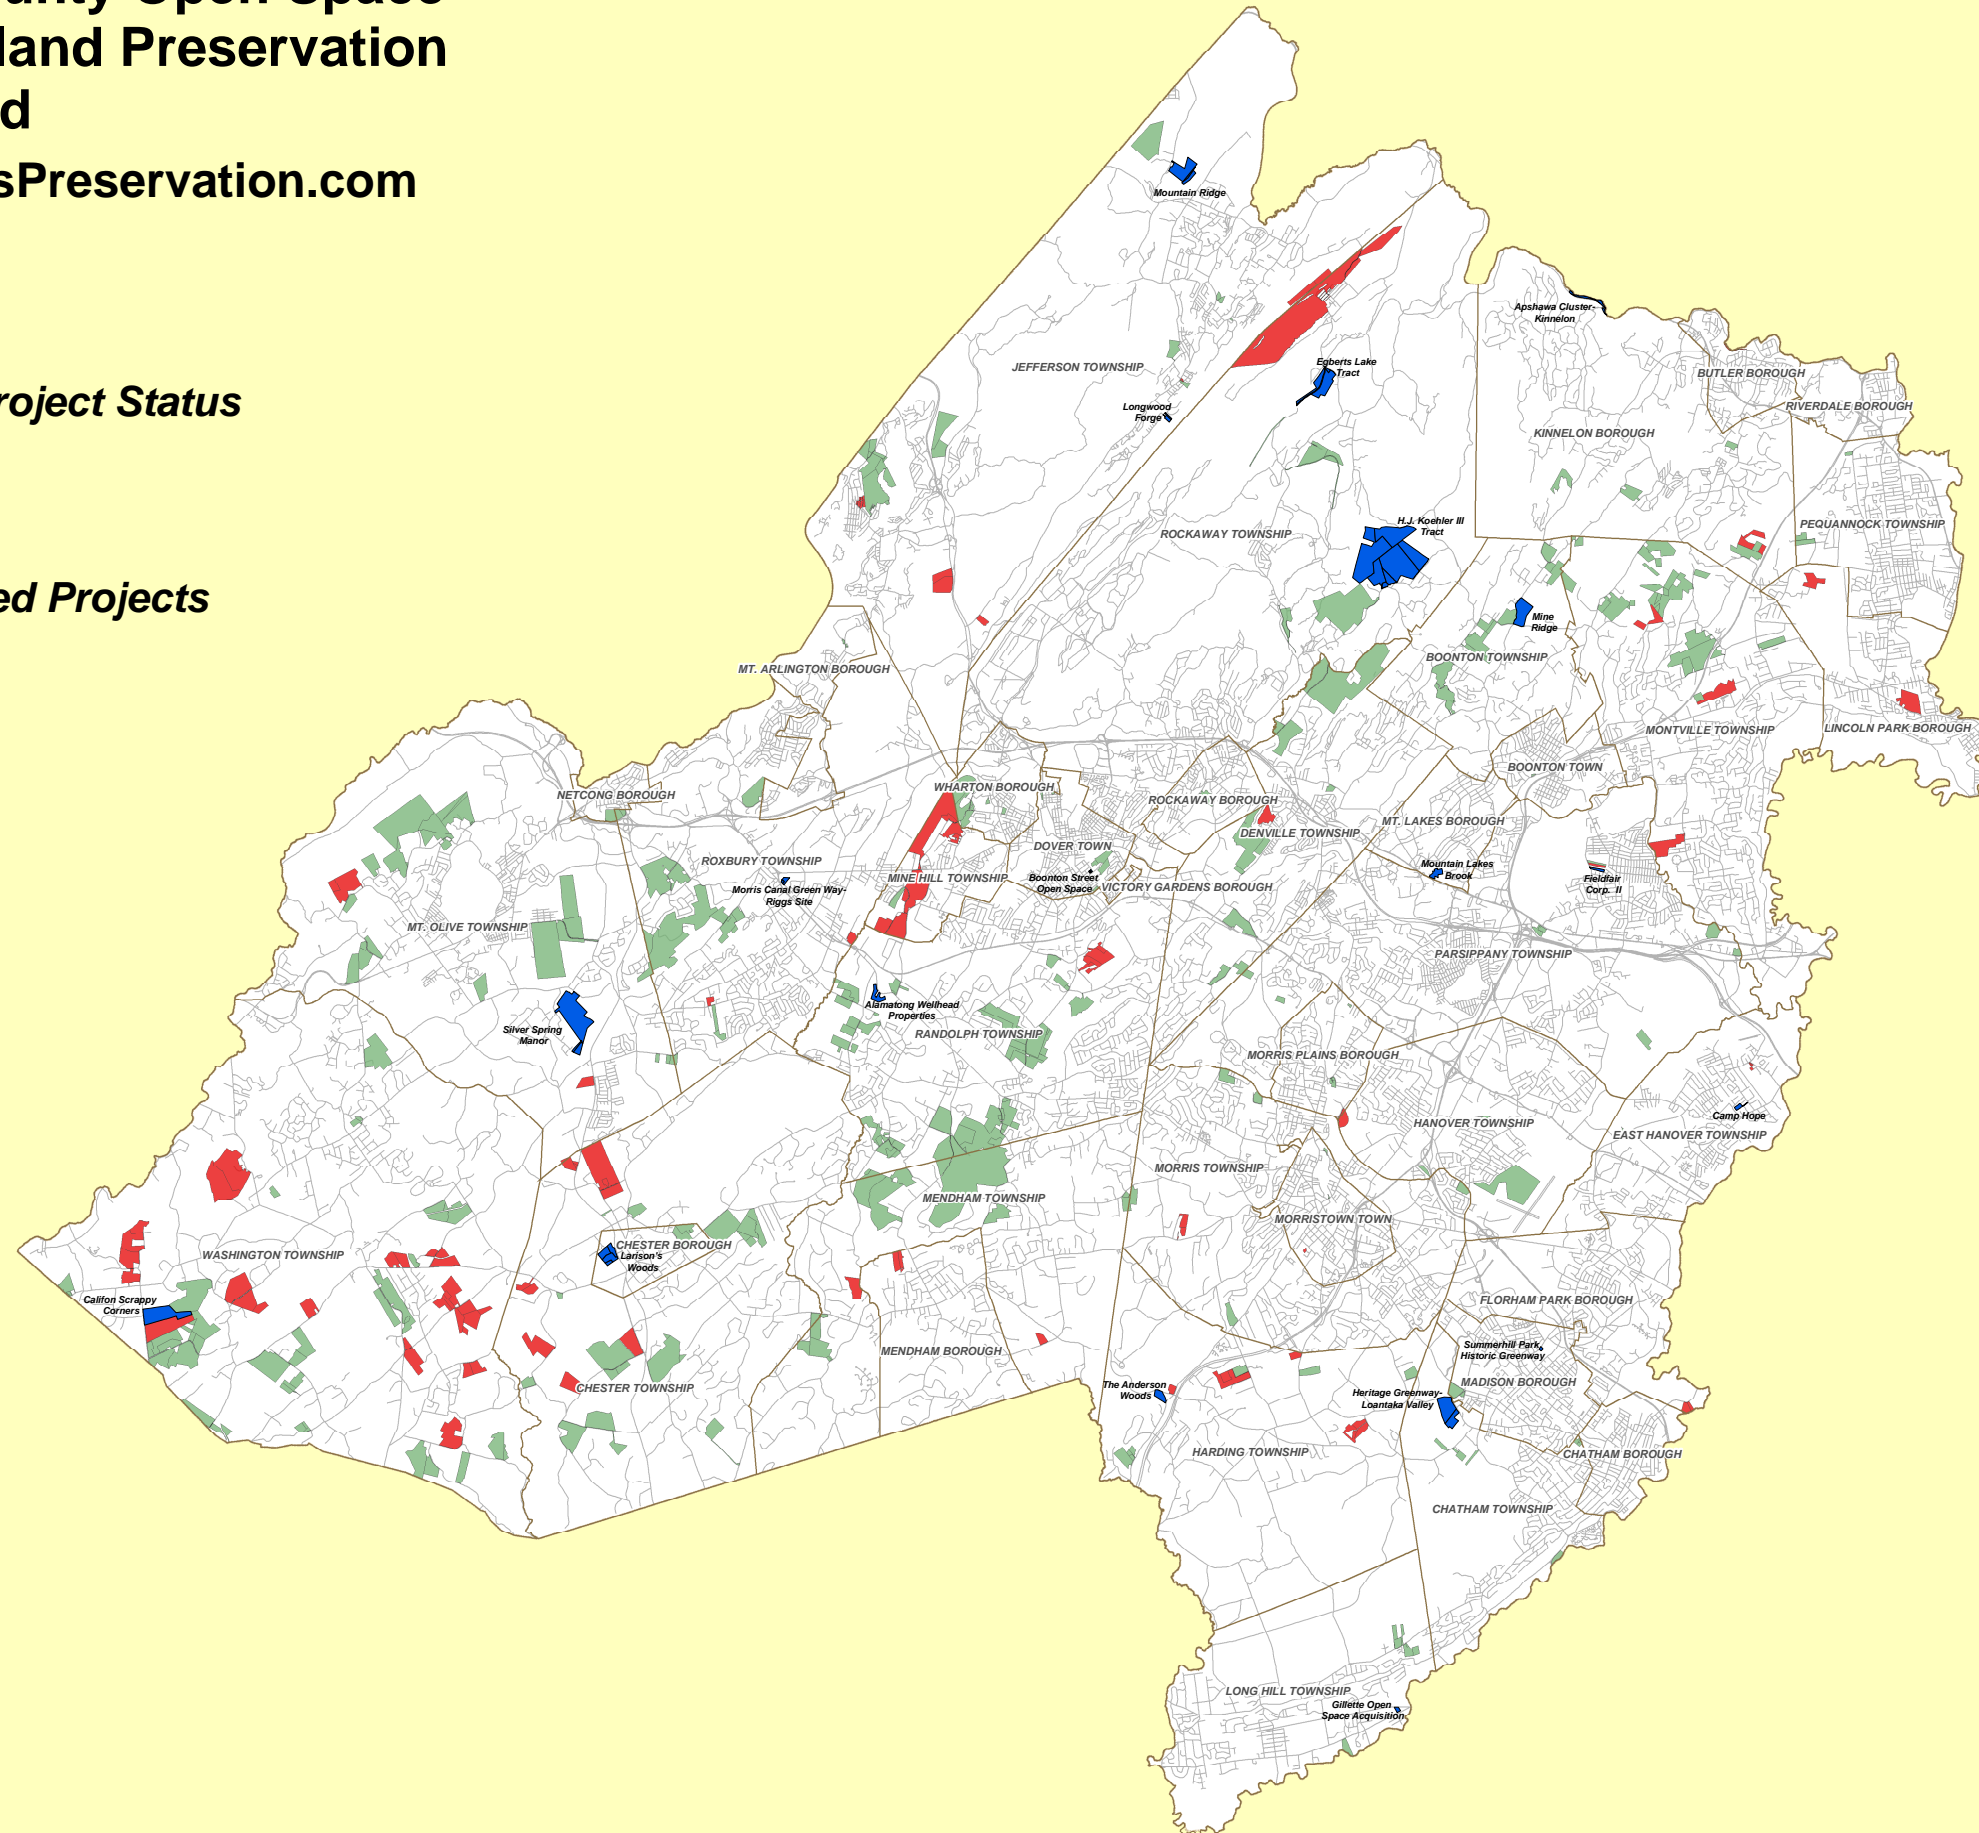 unty Open Space
land Preservation
d
sPreservation.com
roject Status
ed Projects
Mountain Ridge
Apshawa Cluster-
Kinnelon
JEFFERSON TOWNSHIP
Egberts Lake
Tract
BUTLER BOROUGH
Longwood
Forge
RIVERDALE BOROUGH
KINNELON BOROUGH
H.J. Koehler III
Tract
ROCKAWAY TOWNSHIP
PEQUANNOCK TOWNSHIP
Mine
Ridge
BOONTON TOWNSHIP
MT. ARLINGTON BOROUGH
MONTVILLE TOWNSHIP
LINCOLN PARK BOROUGH
BOONTON TOWN
NETCONG BOROUGH
WHARTON BOROUGH
ROCKAWAY BOROUGH
MT. LAKES BOROUGH
DENVILLE TOWNSHIP
DOVER TOWN
ROXBURY TOWNSHIP
Mountain Lakes
Brook
Fieldfair
Corp. II
MINE HILL TOWNSHIP
Boonton Street
Open Space
VICTORY GARDENS BOROUGH
Morris Canal Green Way-
Riggs Site
MT. OLIVE TOWNSHIP
PARSIPPANY TOWNSHIP
Alamatong Wellhead
Properties
Silver Spring
Manor
RANDOLPH TOWNSHIP
MORRIS PLAINS BOROUGH
Camp Hope
HANOVER TOWNSHIP
EAST HANOVER TOWNSHIP
MORRIS TOWNSHIP
MENDHAM TOWNSHIP
MORRISTOWN TOWN
CHESTER BOROUGH
Larison's
Woods
WASHINGTON TOWNSHIP
Califon Scrappy
Corners
FLORHAM PARK BOROUGH
Summerhill Park
Historic Greenway
MENDHAM BOROUGH
MADISON BOROUGH
CHESTER TOWNSHIP
The Anderson
Woods
Heritage Greenway-
Loantaka Valley
HARDING TOWNSHIP
CHATHAM BOROUGH
CHATHAM TOWNSHIP
LONG HILL TOWNSHIP
Gillette Open
Space Acquisition